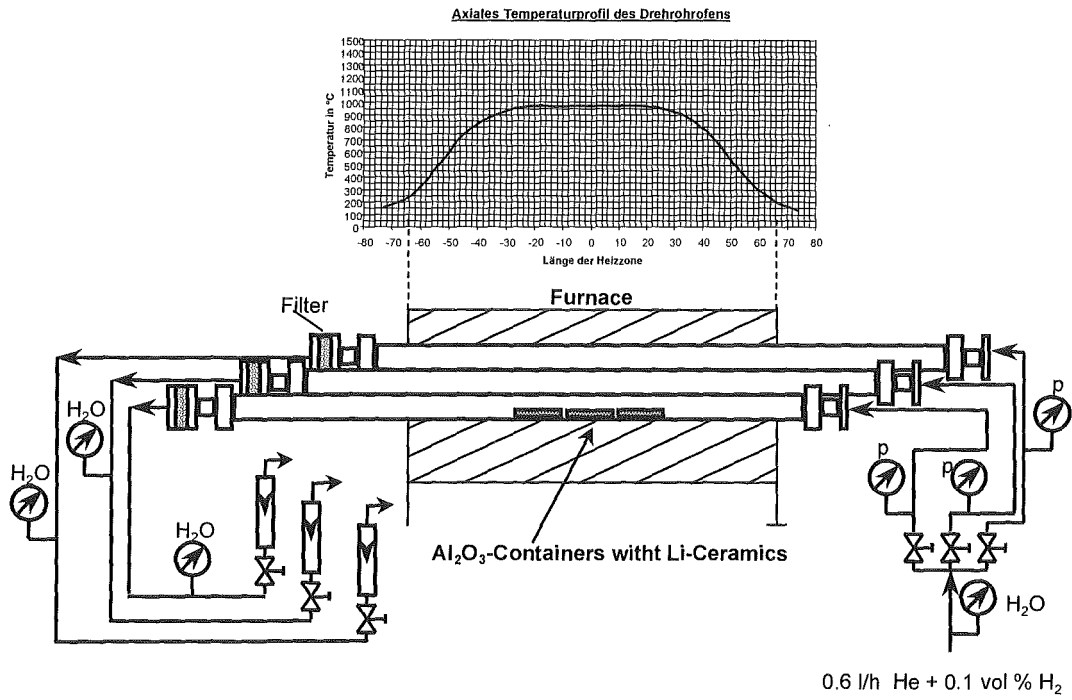 Axiales Temperaturprofil des Drehrohrofens
Temperatur in °C
1500
1400
1300
1200
1100
1000
900
800
700
600
500
400
300
200
100
0
-80 -70 -60 -50 -40 -30 -20 -10 0 10 20 30 40 50 60 70 80
Länge der Heizzone
Filter
Furnace
H₂O
H₂O
H₂O
p
p
p
Al₂O₃-Containers witht Li-Ceramics
H₂O
0.6 l/h He + 0.1 vol % H₂